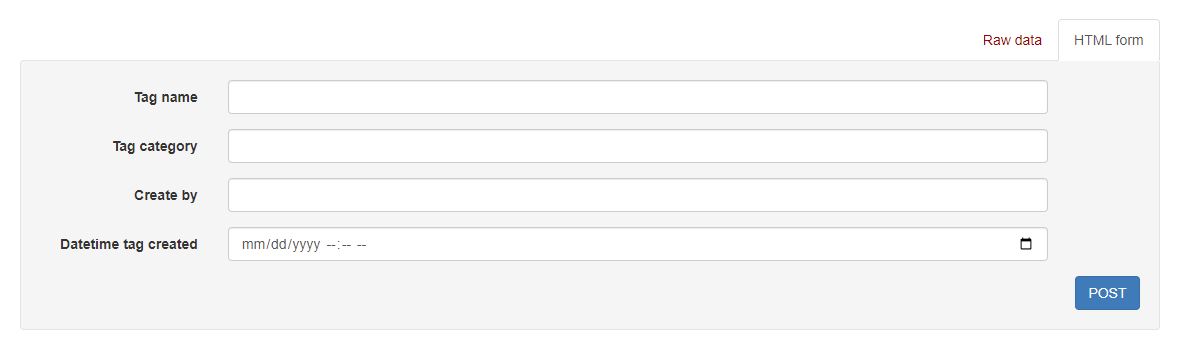 Raw data HTML form
Tag name
Tag category
Create by
Datetime tag created mm/dd/yyyy --:-- --
POST